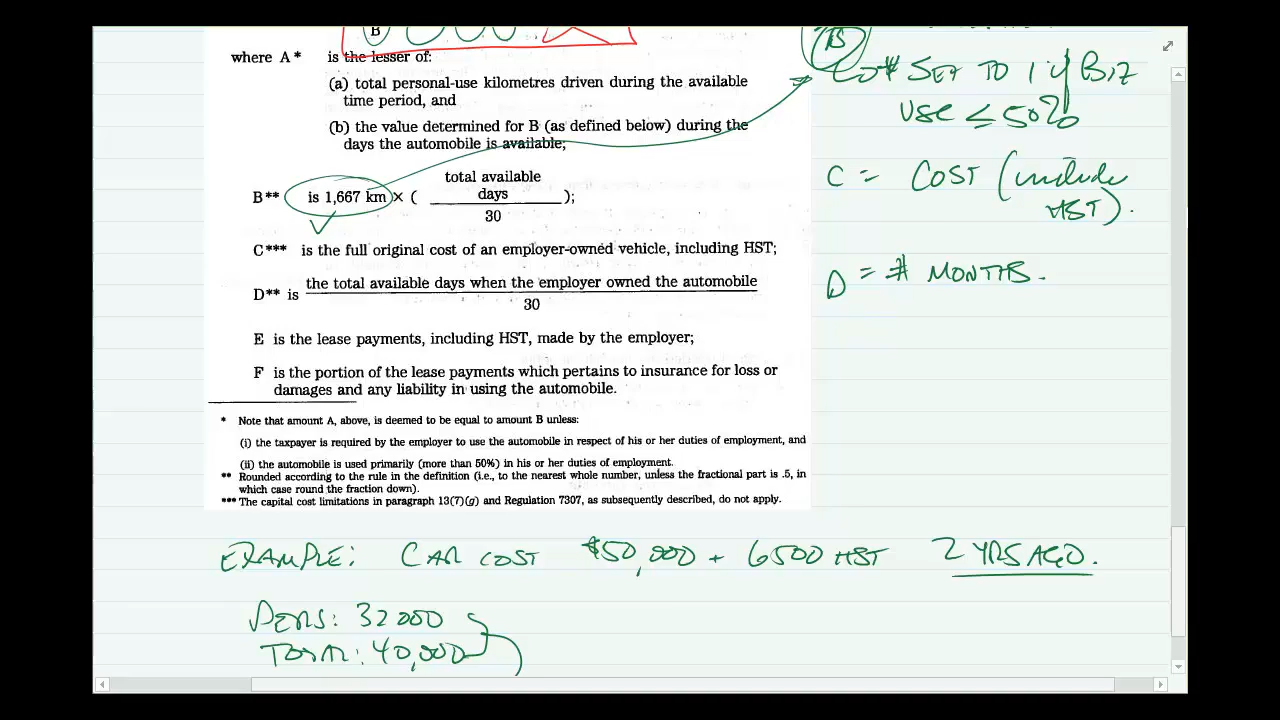 B
where A* is the lesser of:
(a) total personal-use kilometres driven during the available
time period, and
(b) the value determined for B (as defined below) during the
days the automobile is available;
B** is 1,667 km × ( total available
days
30 );
C*** is the full original cost of an employer-owned vehicle, including HST;
D** is the total available days when the employer owned the automobile
30
E is the lease payments, including HST, made by the employer;
F is the portion of the lease payments which pertains to insurance for loss or
damages and any liability in using the automobile.
* Note that amount A, above, is deemed to be equal to amount B unless:
(i) the taxpayer is required by the employer to use the automobile in respect of his or her duties of employment, and
(ii) the automobile is used primarily (more than 50%) in his or her duties of employment.
** Rounded according to the rule in the definition (i.e., to the nearest whole number, unless the fractional part is .5, in
which case round the fraction down).
*** The capital cost limitations in paragraph 13(7)(g) and Regulation 7307, as subsequently described, do not apply.
B
SET TO 1 if BIZ
USE ≤ 50%
C = COST (include
HST).
D = # MONTHS.
EXAMPLE: CAR COST $50,000 + 6500 HST 2 YRS AGO.
PERS: 32000
TOTAL: 40,000